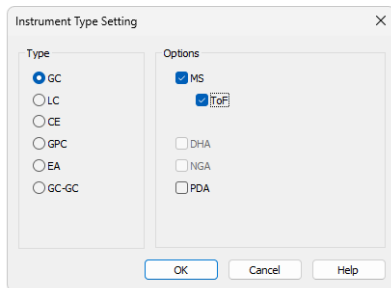 Instrument Type Setting
Type
GC
LC
CE
GPC
EA
GC-GC
Options
MS
ToF
DHA
NGA
PDA
OK Cancel Help